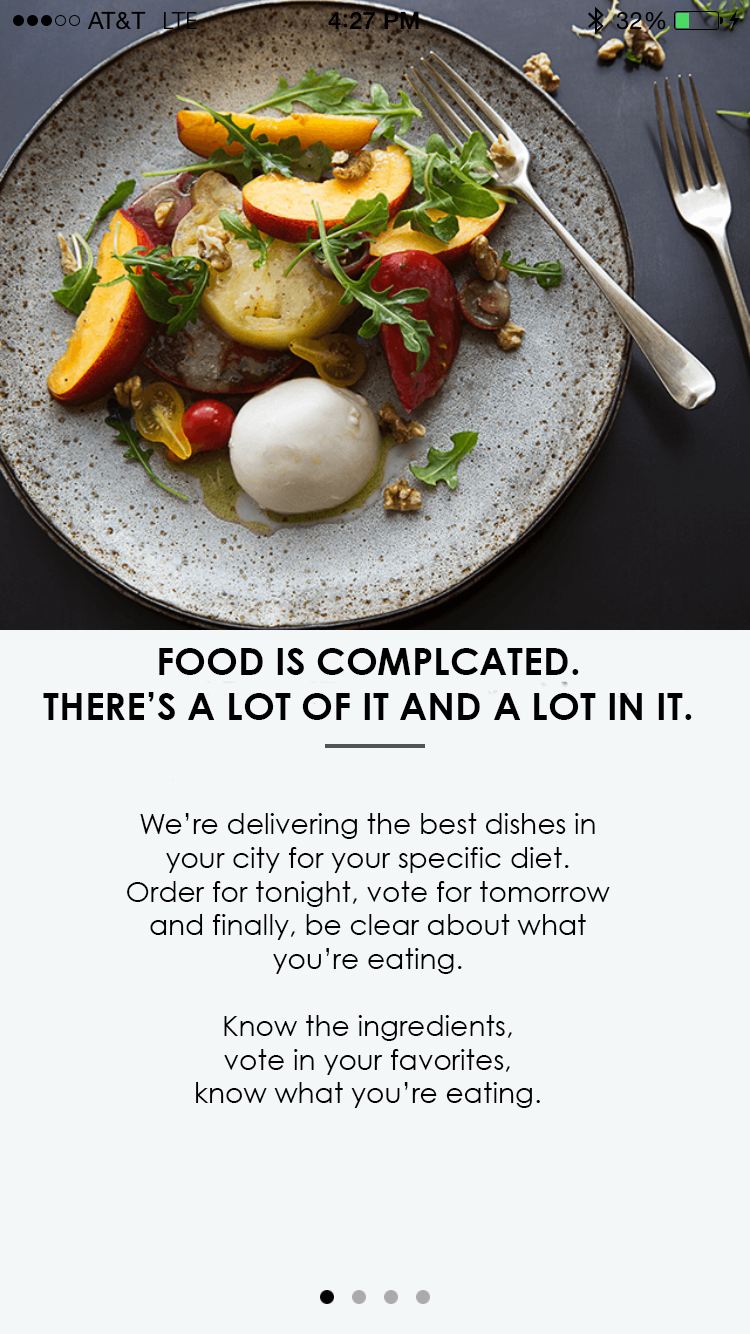 AT&T LTE 4:27 PM 32%
FOOD IS COMPLCATED.
THERE’S A LOT OF IT AND A LOT IN IT.
We’re delivering the best dishes in
your city for your specific diet.
Order for tonight, vote for tomorrow
and finally, be clear about what
you’re eating.
Know the ingredients,
vote in your favorites,
know what you’re eating.